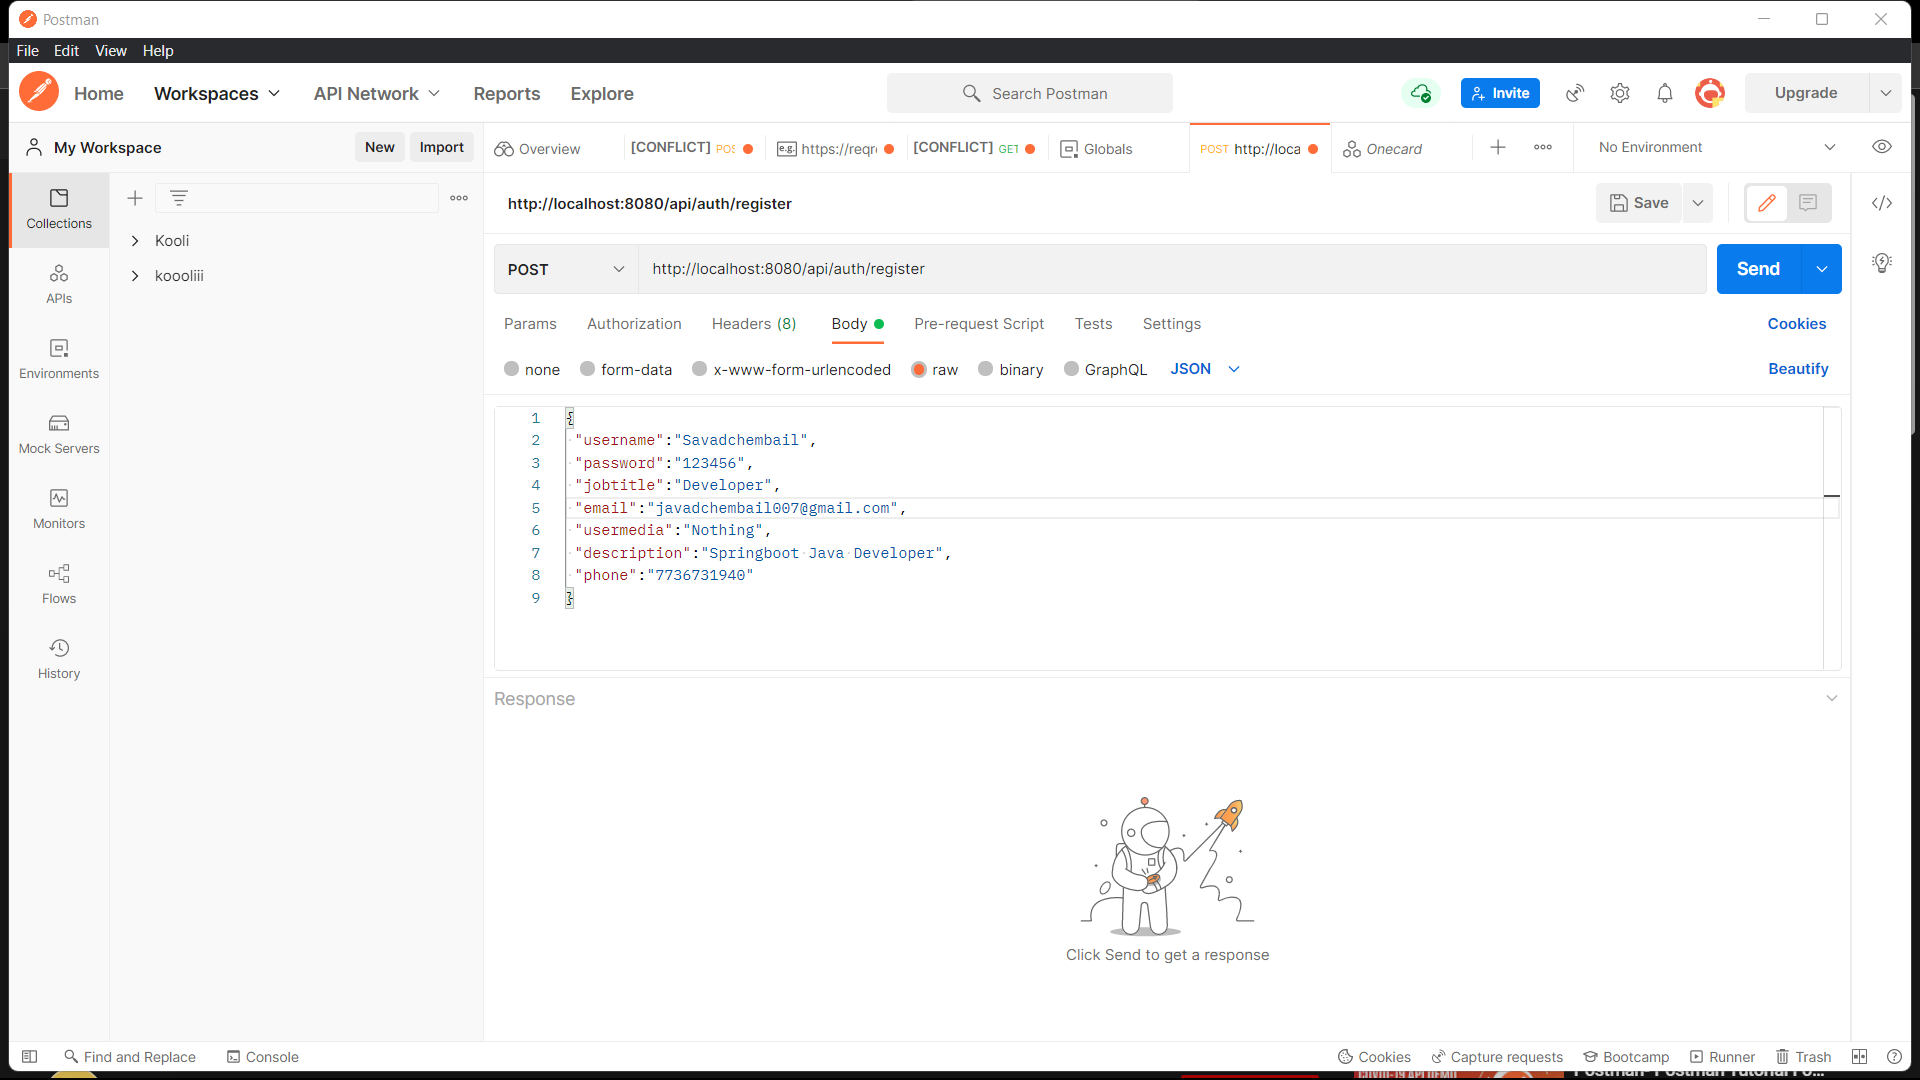 Postman
File Edit View Help
Home Workspaces API Network Reports Explore Search Postman Invite Upgrade
My Workspace New Import
Overview [CONFLICT] POS https://reqr [CONFLICT] GET Globals POST http://loca Onecard No Environment
Collections
APIs
Environments
Mock Servers
Monitors
Flows
History
Kooli
koooliii
http://localhost:8080/api/auth/register Save
POST http://localhost:8080/api/auth/register Send
Params Authorization Headers (8) Body Pre-request Script Tests Settings Cookies
none form-data x-www-form-urlencoded raw binary GraphQL JSON Beautify
1 {
2 "username":"Savadchembail",
3 "password":"123456",
4 "jobtitle":"Developer",
5 "email":"javadchembail007@gmail.com",
6 "usermedia":"Nothing",
7 "description":"Springboot Java Developer",
8 "phone":"7736731940"
9 }
Response
Click Send to get a response
Find and Replace Console Cookies Capture requests Bootcamp Runner Trash